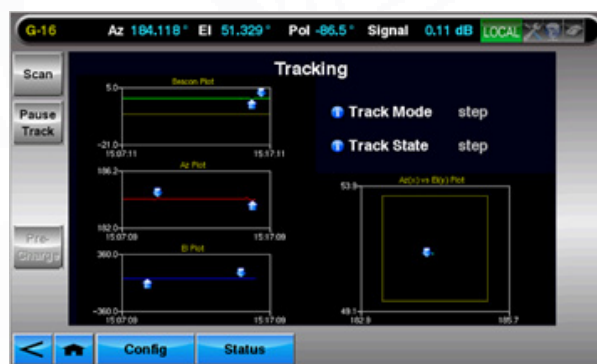 G-16 Az 184.118° El 51.329° Pol -86.5° Signal 0.11 dB LOCAL
Scan
Pause Track
Pre-Charge
Tracking
Beacon Plot
5.0
-21.0
15:07:11 15:17:11
Az Plot
186.2
182.0
15:07:09 15:17:09
El Plot
360.0
-360.0
15:07:09 15:17:09
Track Mode step
Track State step
Az(x) vs El(y) Plot
53.8
49.1
182.9 185.7
Config Status